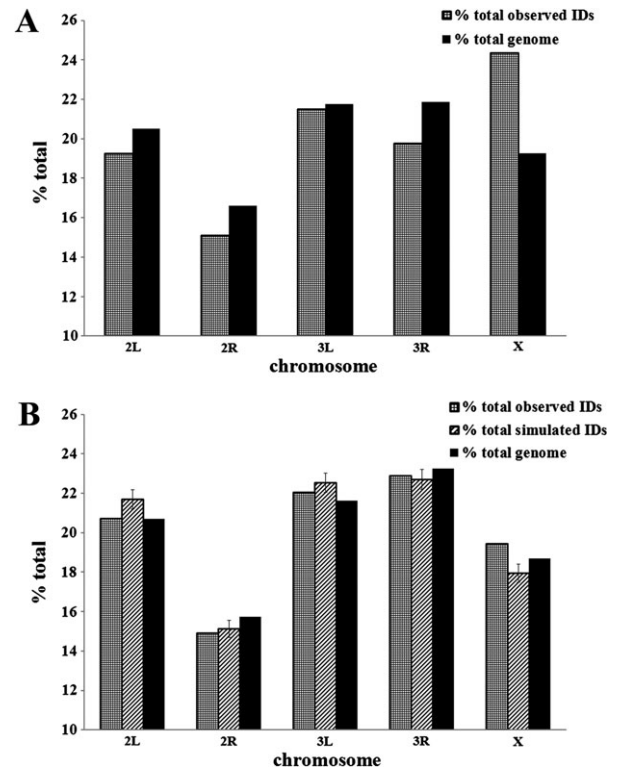 A
% total observed IDs
% total genome
26
24
22
20
18
16
14
12
10
% total
2L 2R 3L 3R X
chromosome
B
% total observed IDs
% total simulated IDs
% total genome
26
24
22
20
18
16
14
12
10
% total
2L 2R 3L 3R X
chromosome